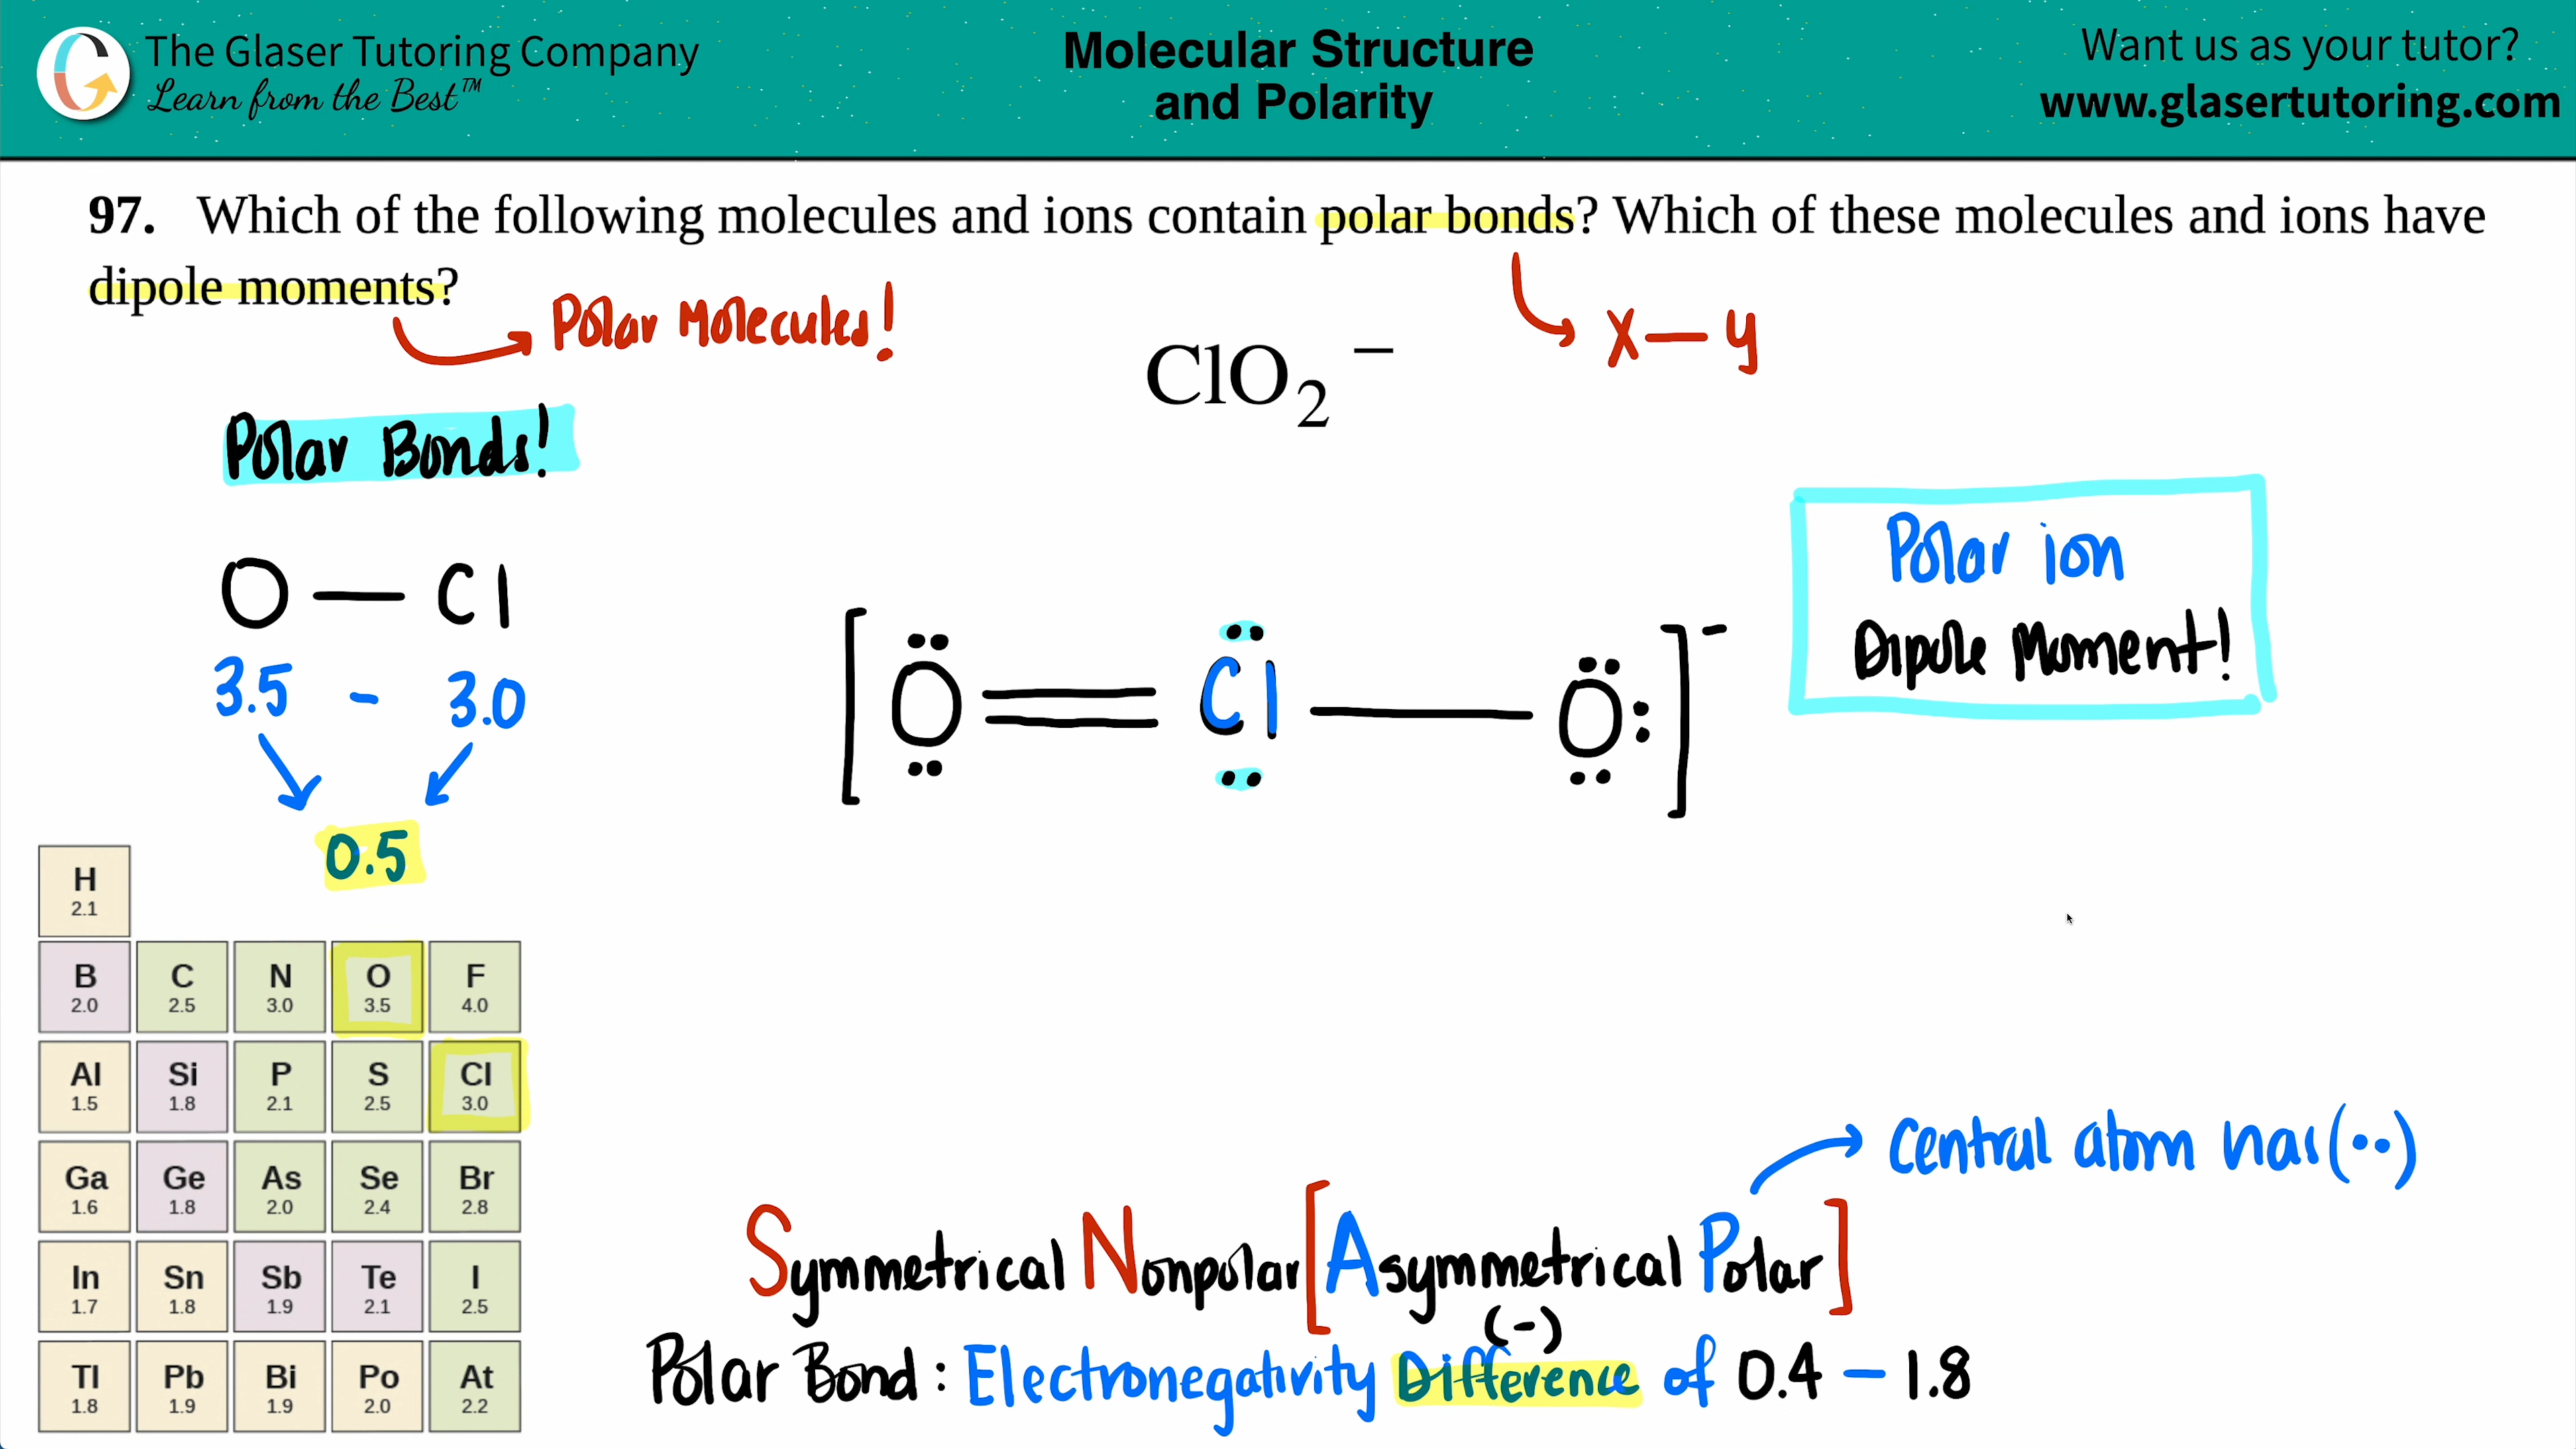 The Glaser Tutoring Company
Learn from the Best™
Molecular Structure
and Polarity
Want us as your tutor?
www.glasertutoring.com
97. Which of the following molecules and ions contain polar bonds? Which of these molecules and ions have
dipole moments?
Polar Molecules!
X — y
ClO₂⁻
Polar Bonds!
O — Cl
3.5 - 3.0
0.5
[Ö = Cl — Ö:]⁻
Polar ion
Dipole Moment!
H
2.1
B C N O F
2.0 2.5 3.0 3.5 4.0
Al Si P S Cl
1.5 1.8 2.1 2.5 3.0
Ga Ge As Se Br
1.6 1.8 2.0 2.4 2.8
In Sn Sb Te I
1.7 1.8 1.9 2.1 2.5
Tl Pb Bi Po At
1.8 1.9 1.9 2.0 2.2
Central atom has (••)
Symmetrical Nonpolar [Asymmetrical Polar]
(-)
Polar Bond : Electronegativity Difference of 0.4 – 1.8